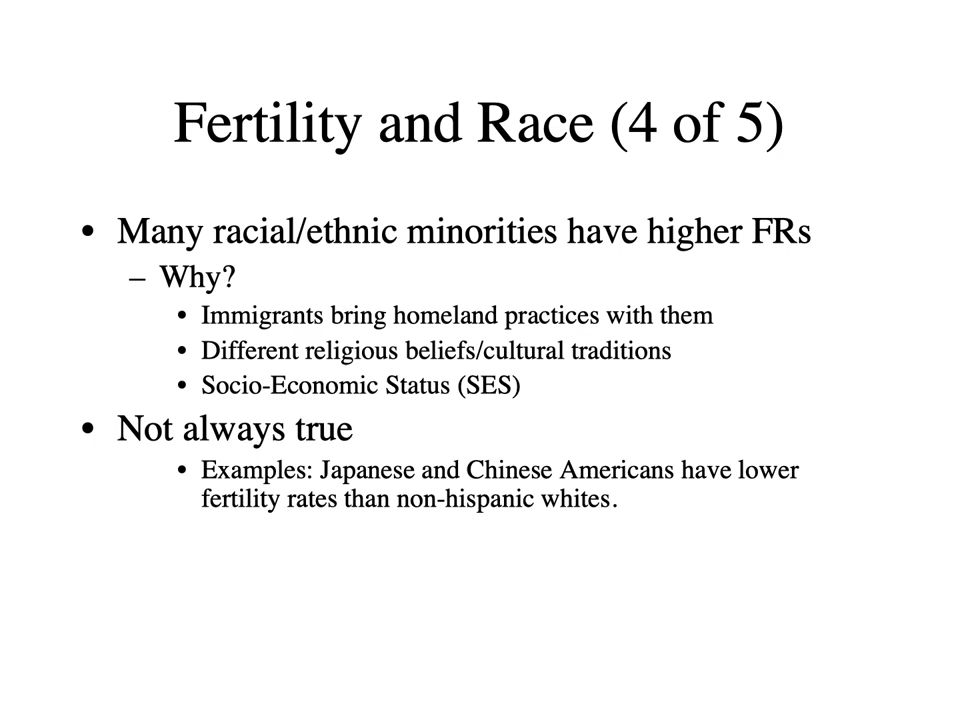 Fertility and Race (4 of 5)
• Many racial/ethnic minorities have higher FRs
– Why?
• Immigrants bring homeland practices with them
• Different religious beliefs/cultural traditions
• Socio-Economic Status (SES)
• Not always true
• Examples: Japanese and Chinese Americans have lower
fertility rates than non-hispanic whites.